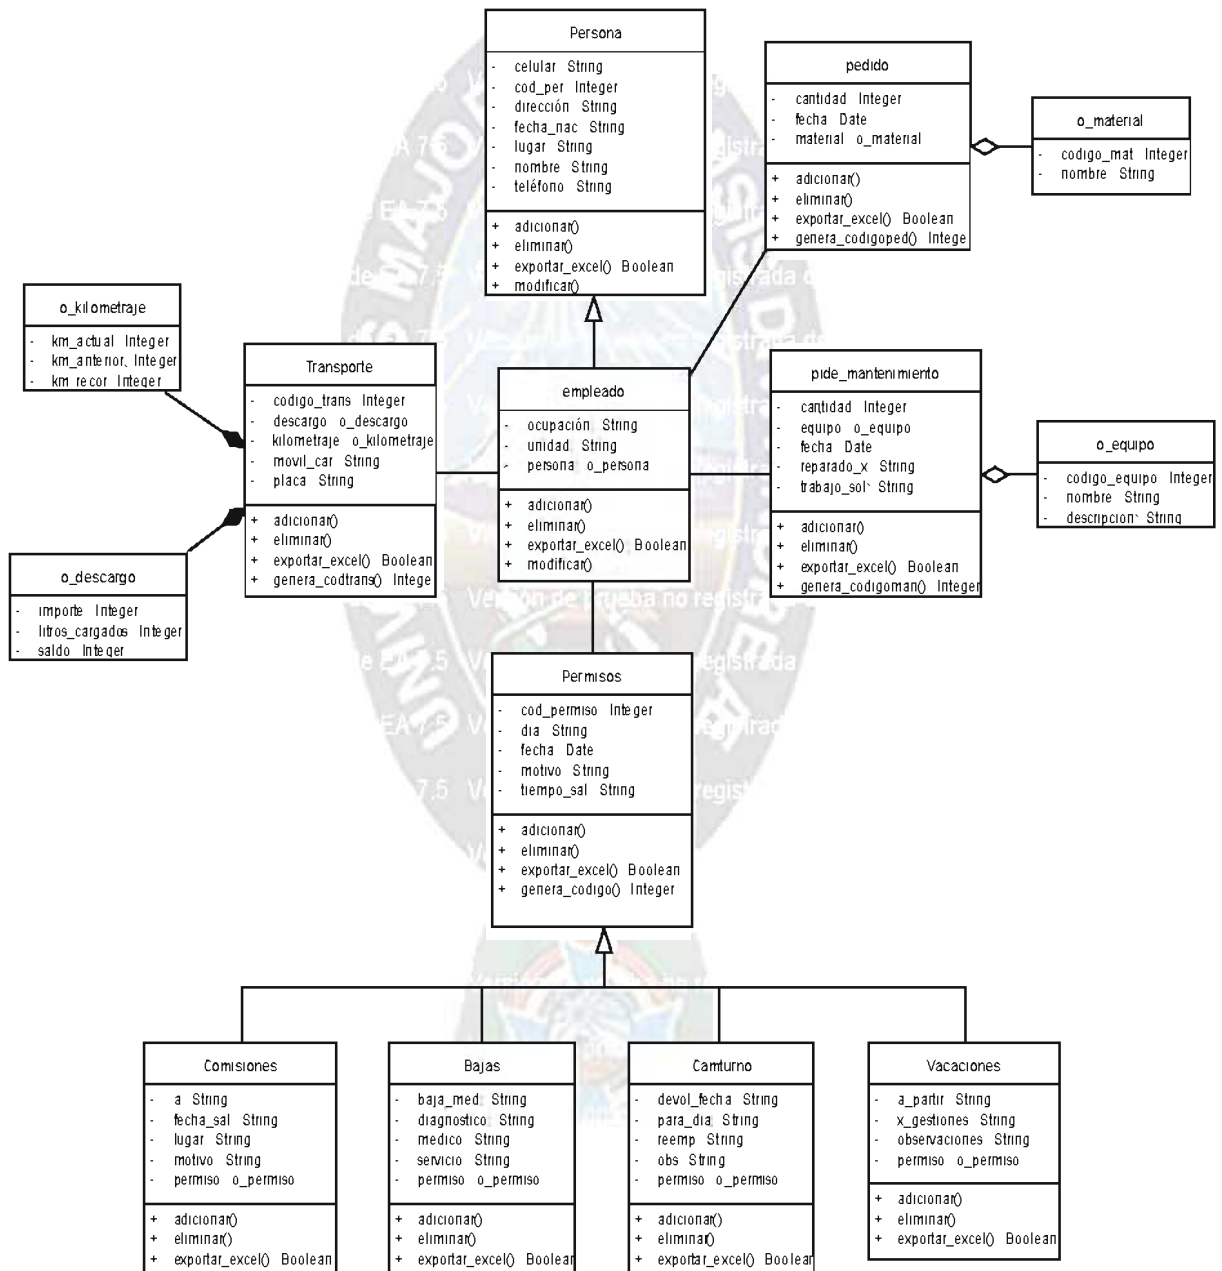 Persona
- celular String
- cod_per Integer
- dirección String
- fecha_nac String
- lugar String
- nombre String
- teléfono String
+ adicionar()
+ eliminar()
+ exportar_excel() Boolean
+ modificar()
pedido
- cantidad Integer
- fecha Date
- material o_material
+ adicionar()
+ eliminar()
+ exportar_excel() Boolean
+ genera_codigoped() Intege
o_material
- codigo_mat Integer
- nombre String
o_kilometraje
- km_actual Integer
- km_anterior Integer
- km_recor Integer
Transporte
- codigo_trans Integer
- descargo o_descargo
- kilometraje o_kilometraje
- movil_car String
- placa String
+ adicionar()
+ eliminar()
+ exportar_excel() Boolean
+ genera_codtrans() Intege
empleado
- ocupación String
- unidad String
- persona o_persona
+ adicionar()
+ eliminar()
+ exportar_excel() Boolean
+ modificar()
pide_mantenimiento
- cantidad Integer
- equipo o_equipo
- fecha Date
- reparado_x String
- trabajo_sol String
+ adicionar()
+ eliminar()
+ exportar_excel() Boolean
+ genera_codigoman() Integer
o_equipo
- codigo_equipo Integer
- nombre String
- descripcion String
o_descargo
- importe Integer
- litros_cargados Integer
- saldo Integer
Permisos
- cod_permiso Integer
- dia String
- fecha Date
- motivo String
- tiempo_sal String
+ adicionar()
+ eliminar()
+ exportar_excel() Boolean
+ genera_codigo() Integer
Comisiones
- a String
- fecha_sal String
- lugar String
- motivo String
- permiso o_permiso
+ adicionar()
+ eliminar()
+ exportar_excel() Boolean
Bajas
- baja_med String
- diagnostico String
- medico String
- servicio String
- permiso o_permiso
+ adicionar()
+ eliminar()
+ exportar_excel() Boolean
Camturno
- devol_fecha String
- para_dia String
- reemp String
- obs String
- permiso o_permiso
+ adicionar()
+ eliminar()
+ exportar_excel() Boolean
Vacaciones
- a_partir String
- x_gestiones String
- observaciones String
- permiso o_permiso
+ adicionar()
+ eliminar()
+ exportar_excel() Boolean